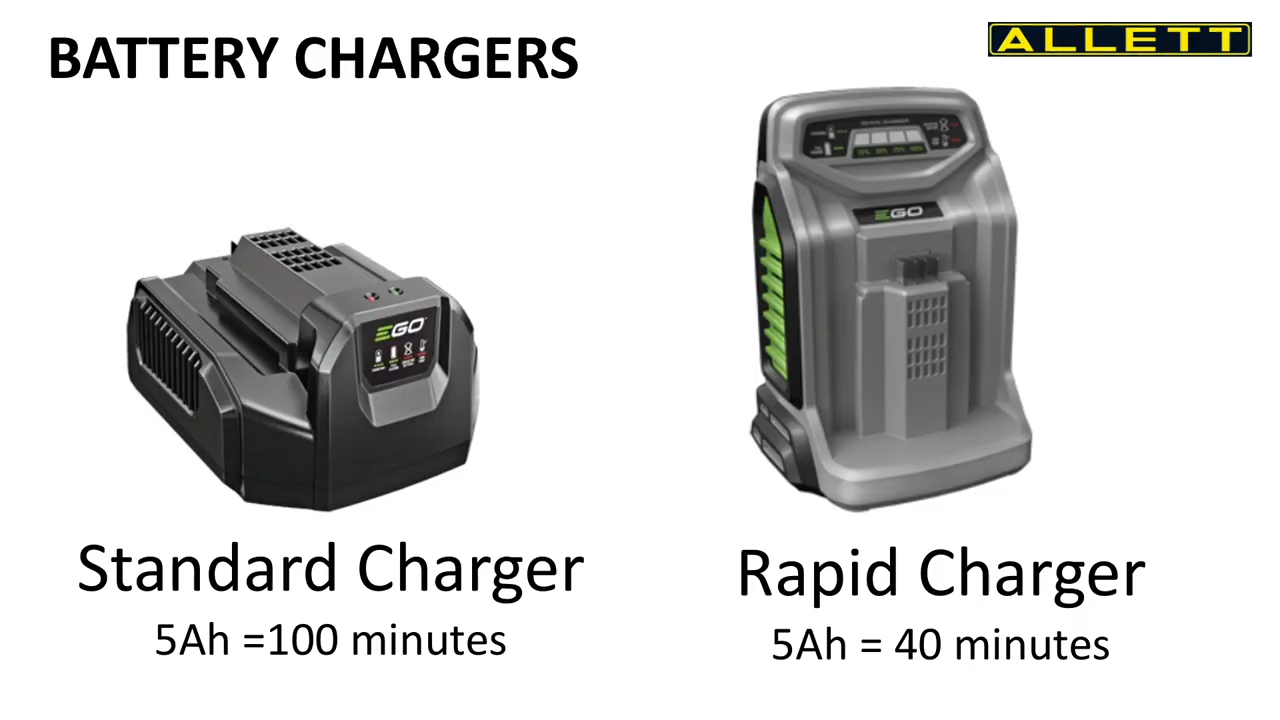 BATTERY CHARGERS
ALLETT
EGO
EGO
Standard Charger
Rapid Charger
5Ah =100 minutes
5Ah = 40 minutes